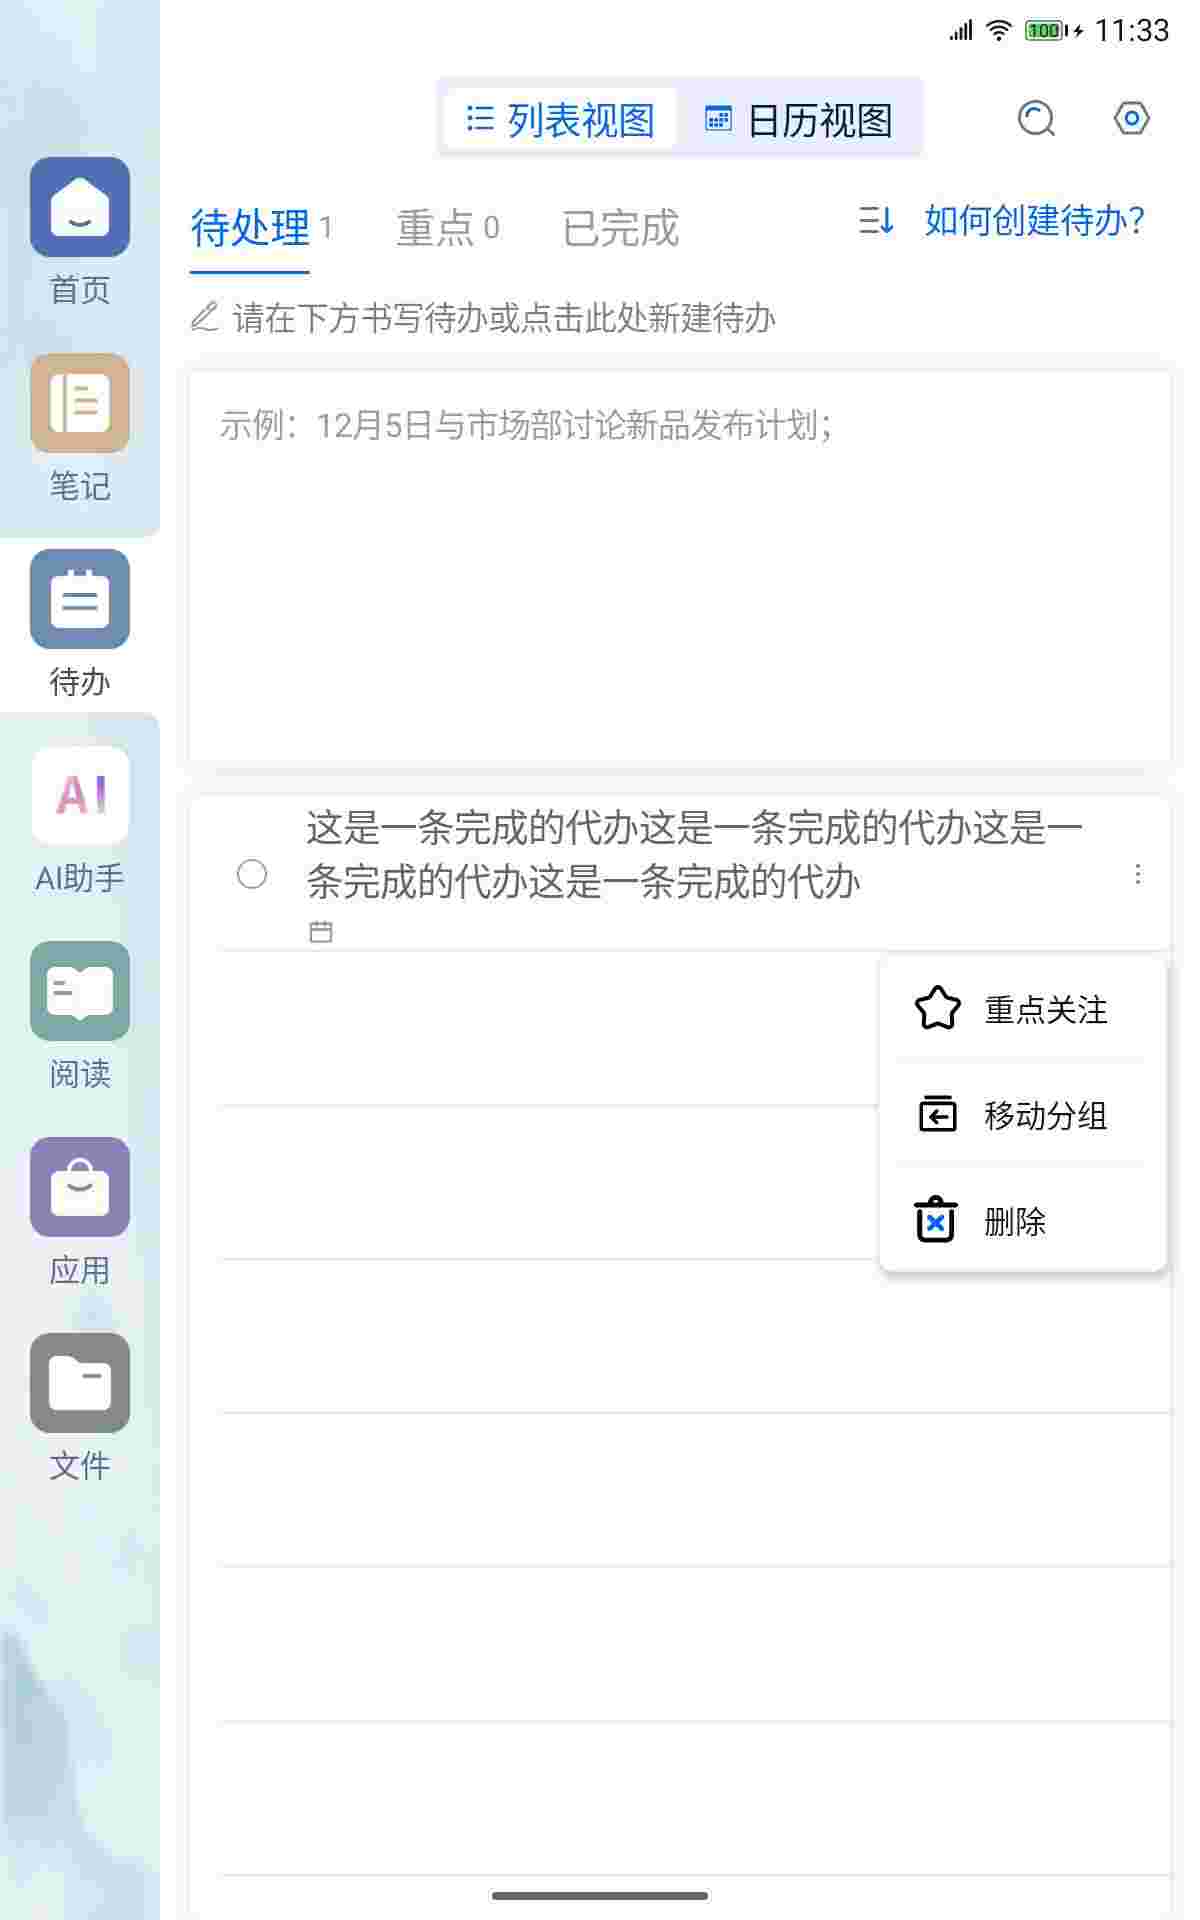 100 11:33
列表视图 日历视图
待处理 1 重点 0 已完成 如何创建待办?
请在下方书写待办或点击此处新建待办
示例：12月5日与市场部讨论新品发布计划；
这是一条完成的代办这是一条完成的代办这是一
条完成的代办这是一条完成的代办
重点关注
移动分组
删除
首页
笔记
待办
AI
AI助手
阅读
应用
文件